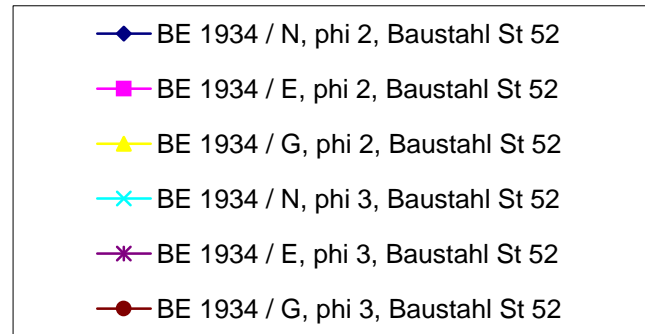 BE 1934 / N, phi 2, Baustahl St 52
BE 1934 / E, phi 2, Baustahl St 52
BE 1934 / G, phi 2, Baustahl St 52
BE 1934 / N, phi 3, Baustahl St 52
BE 1934 / E, phi 3, Baustahl St 52
BE 1934 / G, phi 3, Baustahl St 52